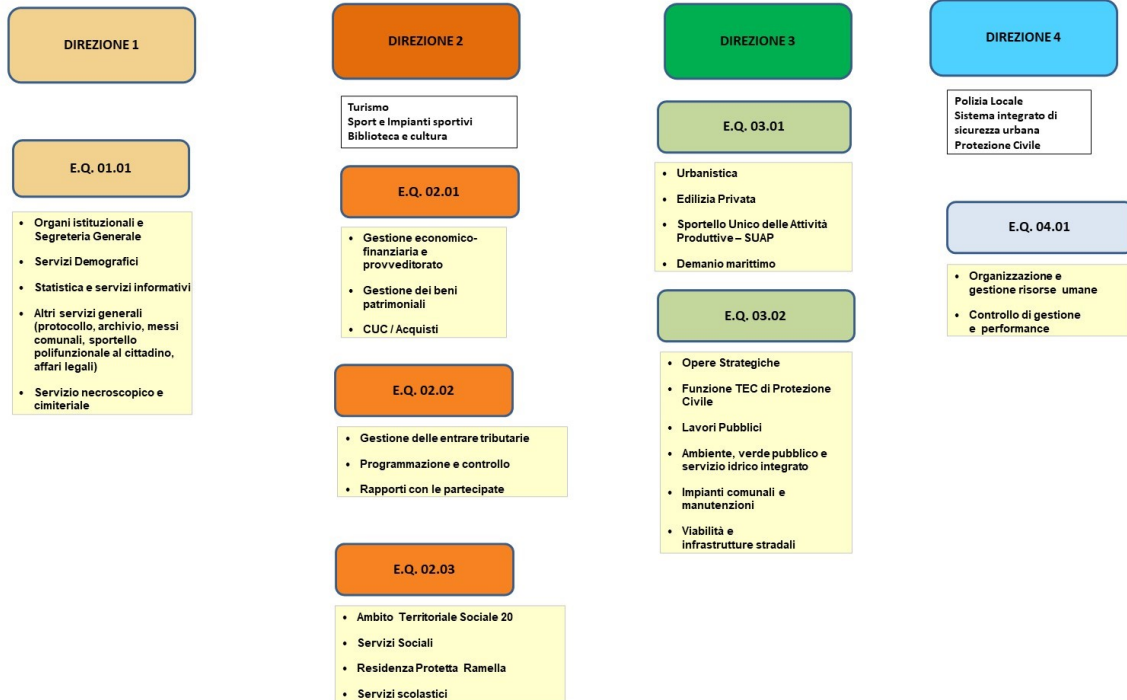 DIREZIONE 1
E.Q. 01.01
• Organi istituzionali e
Segreteria Generale
• Servizi Demografici
• Statistica e servizi informativi
• Altri servizi generali
(protocollo, archivio, messi
comunali, sportello
polifunzionale al cittadino,
affari legali)
• Servizio necroscopico e
cimiteriale
DIREZIONE 2
Turismo
Sport e Impianti sportivi
Biblioteca e cultura
E.Q. 02.01
• Gestione economico-
finanziaria e
provveditorato
• Gestione dei beni
patrimoniali
• CUC / Acquisti
E.Q. 02.02
• Gestione delle entrare tributarie
• Programmazione e controllo
• Rapporti con le partecipate
E.Q. 02.03
• Ambito Territoriale Sociale 20
• Servizi Sociali
• Residenza Protetta Ramella
• Servizi scolastici
DIREZIONE 3
E.Q. 03.01
• Urbanistica
• Edilizia Privata
• Sportello Unico delle Attività
Produttive – SUAP
• Demanio marittimo
E.Q. 03.02
• Opere Strategiche
• Funzione TEC di Protezione
Civile
• Lavori Pubblici
• Ambiente, verde pubblico e
servizio idrico integrato
• Impianti comunali e
manutenzioni
• Viabilità e
infrastrutture stradali
DIREZIONE 4
Polizia Locale
Sistema integrato di
sicurezza urbana
Protezione Civile
E.Q. 04.01
• Organizzazione e
gestione risorse umane
• Controllo di gestione
e performance